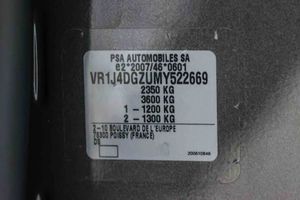 PSA AUTOMOBILES SA
e2*2007/46*0601
VR1J4DGZUMY522669
2350 KG
3600 KG
1 - 1200 KG
2 - 1300 KG
2-10 BOULEVARD DE L'EUROPE
78300 POISSY (FRANCE)